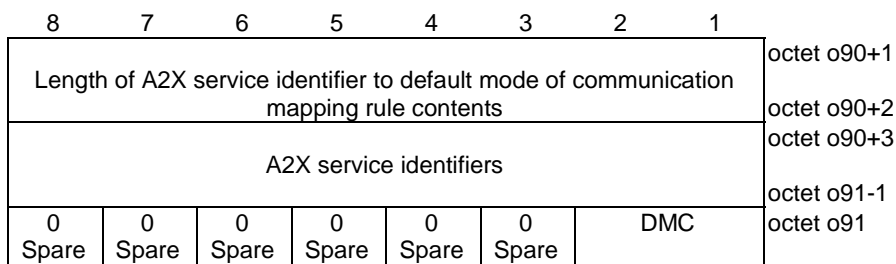 8 7 6 5 4 3 2 1
octet o90+1
Length of A2X service identifier to default mode of communication
mapping rule contents
octet o90+2
octet o90+3
A2X service identifiers
octet o91-1
0 0 0 0 0 0 DMC octet o91
Spare Spare Spare Spare Spare Spare